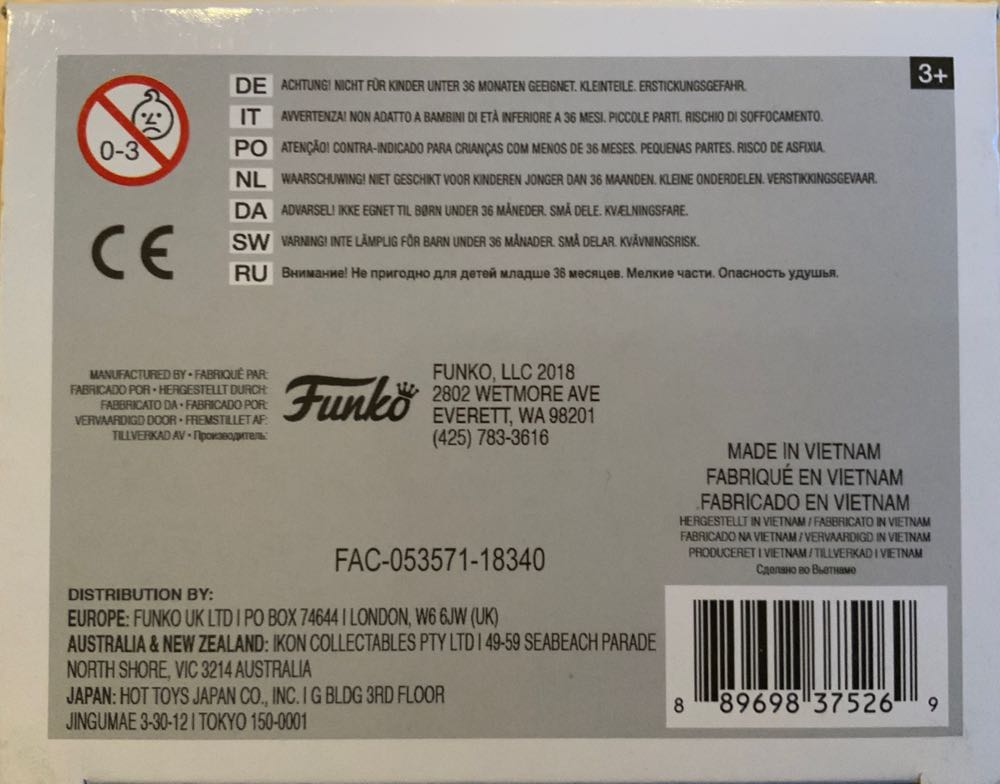 3+
0-3
DE ACHTUNG! NICHT FÜR KINDER UNTER 36 MONATEN GEEIGNET. KLEINTEILE. ERSTICKUNGSGEFAHR.
IT AVVERTENZA! NON ADATTO A BAMBINI DI ETÀ INFERIORE A 36 MESI. PICCOLE PARTI. RISCHIO DI SOFFOCAMENTO.
PO ATENÇÃO! CONTRA-INDICADO PARA CRIANÇAS COM MENOS DE 36 MESES. PEQUENAS PARTES. RISCO DE ASFIXIA.
NL WAARSCHUWING! NIET GESCHIKT VOOR KINDEREN JONGER DAN 36 MAANDEN. KLEINE ONDERDELEN. VERSTIKKINGSGEVAAR.
DA ADVARSEL! IKKE EGNET TIL BØRN UNDER 36 MÅNEDER. SMÅ DELE. KVÆLNINGSFARE.
SW VARNING! INTE LÄMPLIG FÖR BARN UNDER 36 MÅNADER. SMÅ DELAR. KVÄVNINGSRISK.
RU Внимание! Не пригодно для детей младше 36 месяцев. Мелкие части. Опасность удушья.
CE
MANUFACTURED BY • FABRIQUÉ PAR:
FABRICADO POR • HERGESTELLT DURCH:
FABBRICATO DA • FABRICADO POR:
VERVAARDIGD DOOR • FREMSTILLET AF:
TILLVERKAD AV • Производитель:
Funko
FUNKO, LLC 2018
2802 WETMORE AVE
EVERETT, WA 98201
(425) 783-3616
MADE IN VIETNAM
FABRIQUÉ EN VIETNAM
FABRICADO EN VIETNAM
HERGESTELLT IN VIETNAM / FABBRICATO IN VIETNAM
FABRICADO NA VIETNAM / VERVAARDIGD IN VIETNAM
PRODUCERET I VIETNAM / TILLVERKAD I VIETNAM
Сделано во Вьетнаме
FAC-053571-18340
DISTRIBUTION BY:
EUROPE: FUNKO UK LTD | PO BOX 74644 | LONDON, W6 6JW (UK)
AUSTRALIA & NEW ZEALAND: IKON COLLECTABLES PTY LTD | 49-59 SEABEACH PARADE
NORTH SHORE, VIC 3214 AUSTRALIA
JAPAN: HOT TOYS JAPAN CO., INC. | G BLDG 3RD FLOOR
JINGUMAE 3-30-12 | TOKYO 150-0001
8 89698 37526 9